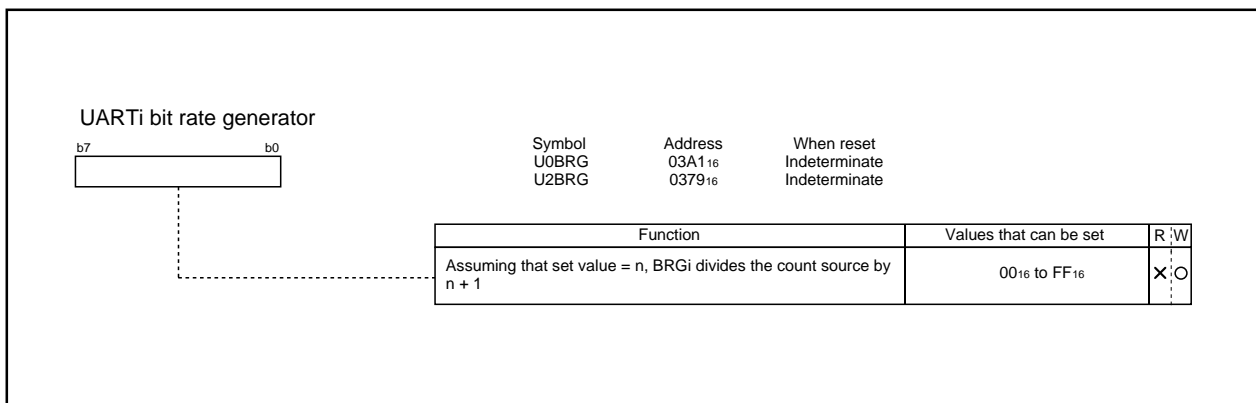 UARTi bit rate generator
b7 b0
Symbol Address When reset
U0BRG 03A1₁₆ Indeterminate
U2BRG 0379₁₆ Indeterminate
Function Values that can be set R W
Assuming that set value = n, BRGi divides the count source by
n + 1
00₁₆ to FF₁₆ ✕ ○